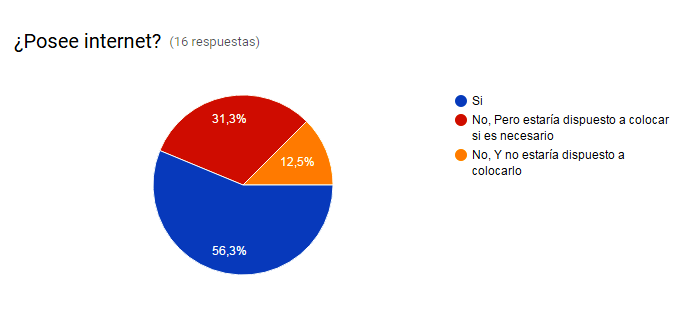 ¿Posee internet? (16 respuestas)
31,3%
12,5%
56,3%
Si
No, Pero estaría dispuesto a colocar
si es necesario
No, Y no estaría dispuesto a
colocarlo